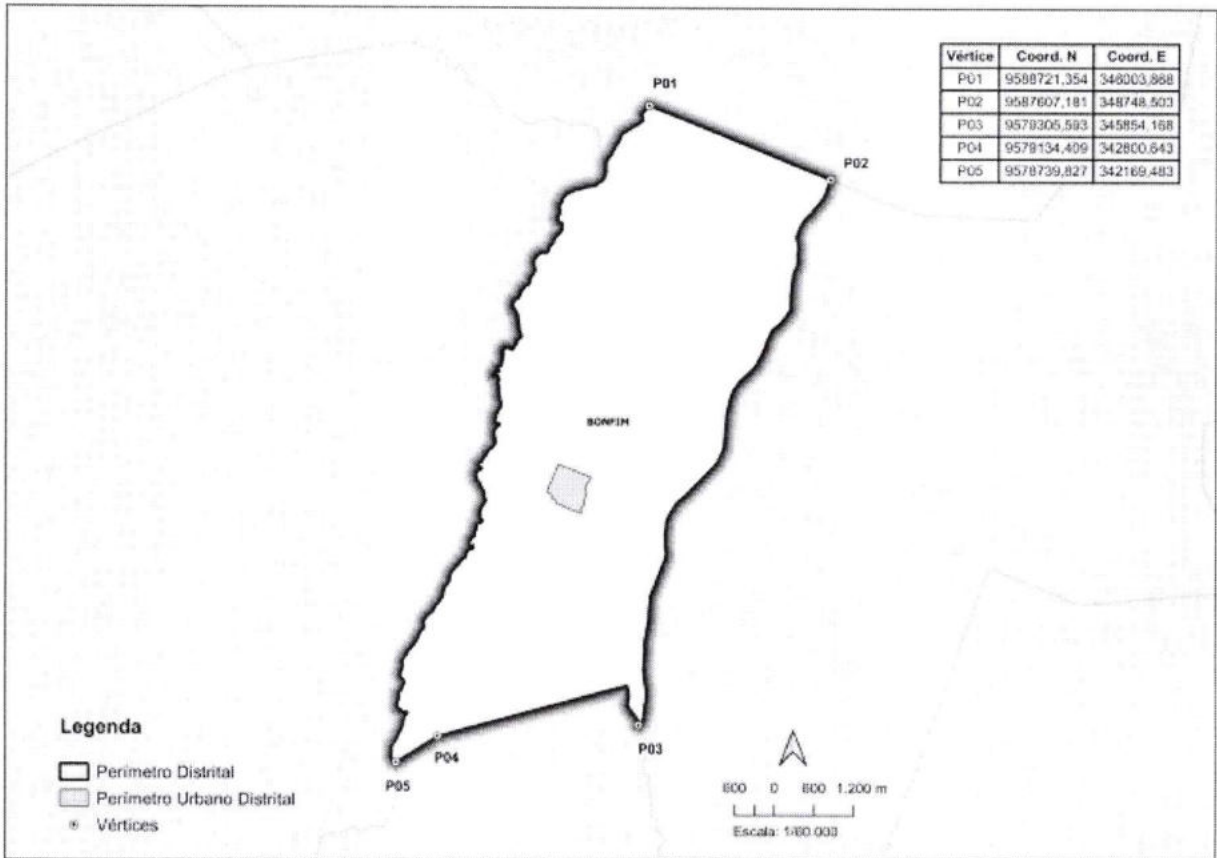 Vértice Coord. N Coord. E
P01 9588721,354 346003,868
P02 9587607,181 348748,503
P03 9579305,593 345854,168
P04 9579134,409 342800,643
P05 9578739,827 342169,483
P01
P02
BONFIM
P03
P04
P05
Legenda
Perímetro Distrital
Perímetro Urbano Distrital
Vértices
600 0 600 1.200 m
Escala: 1/60.000